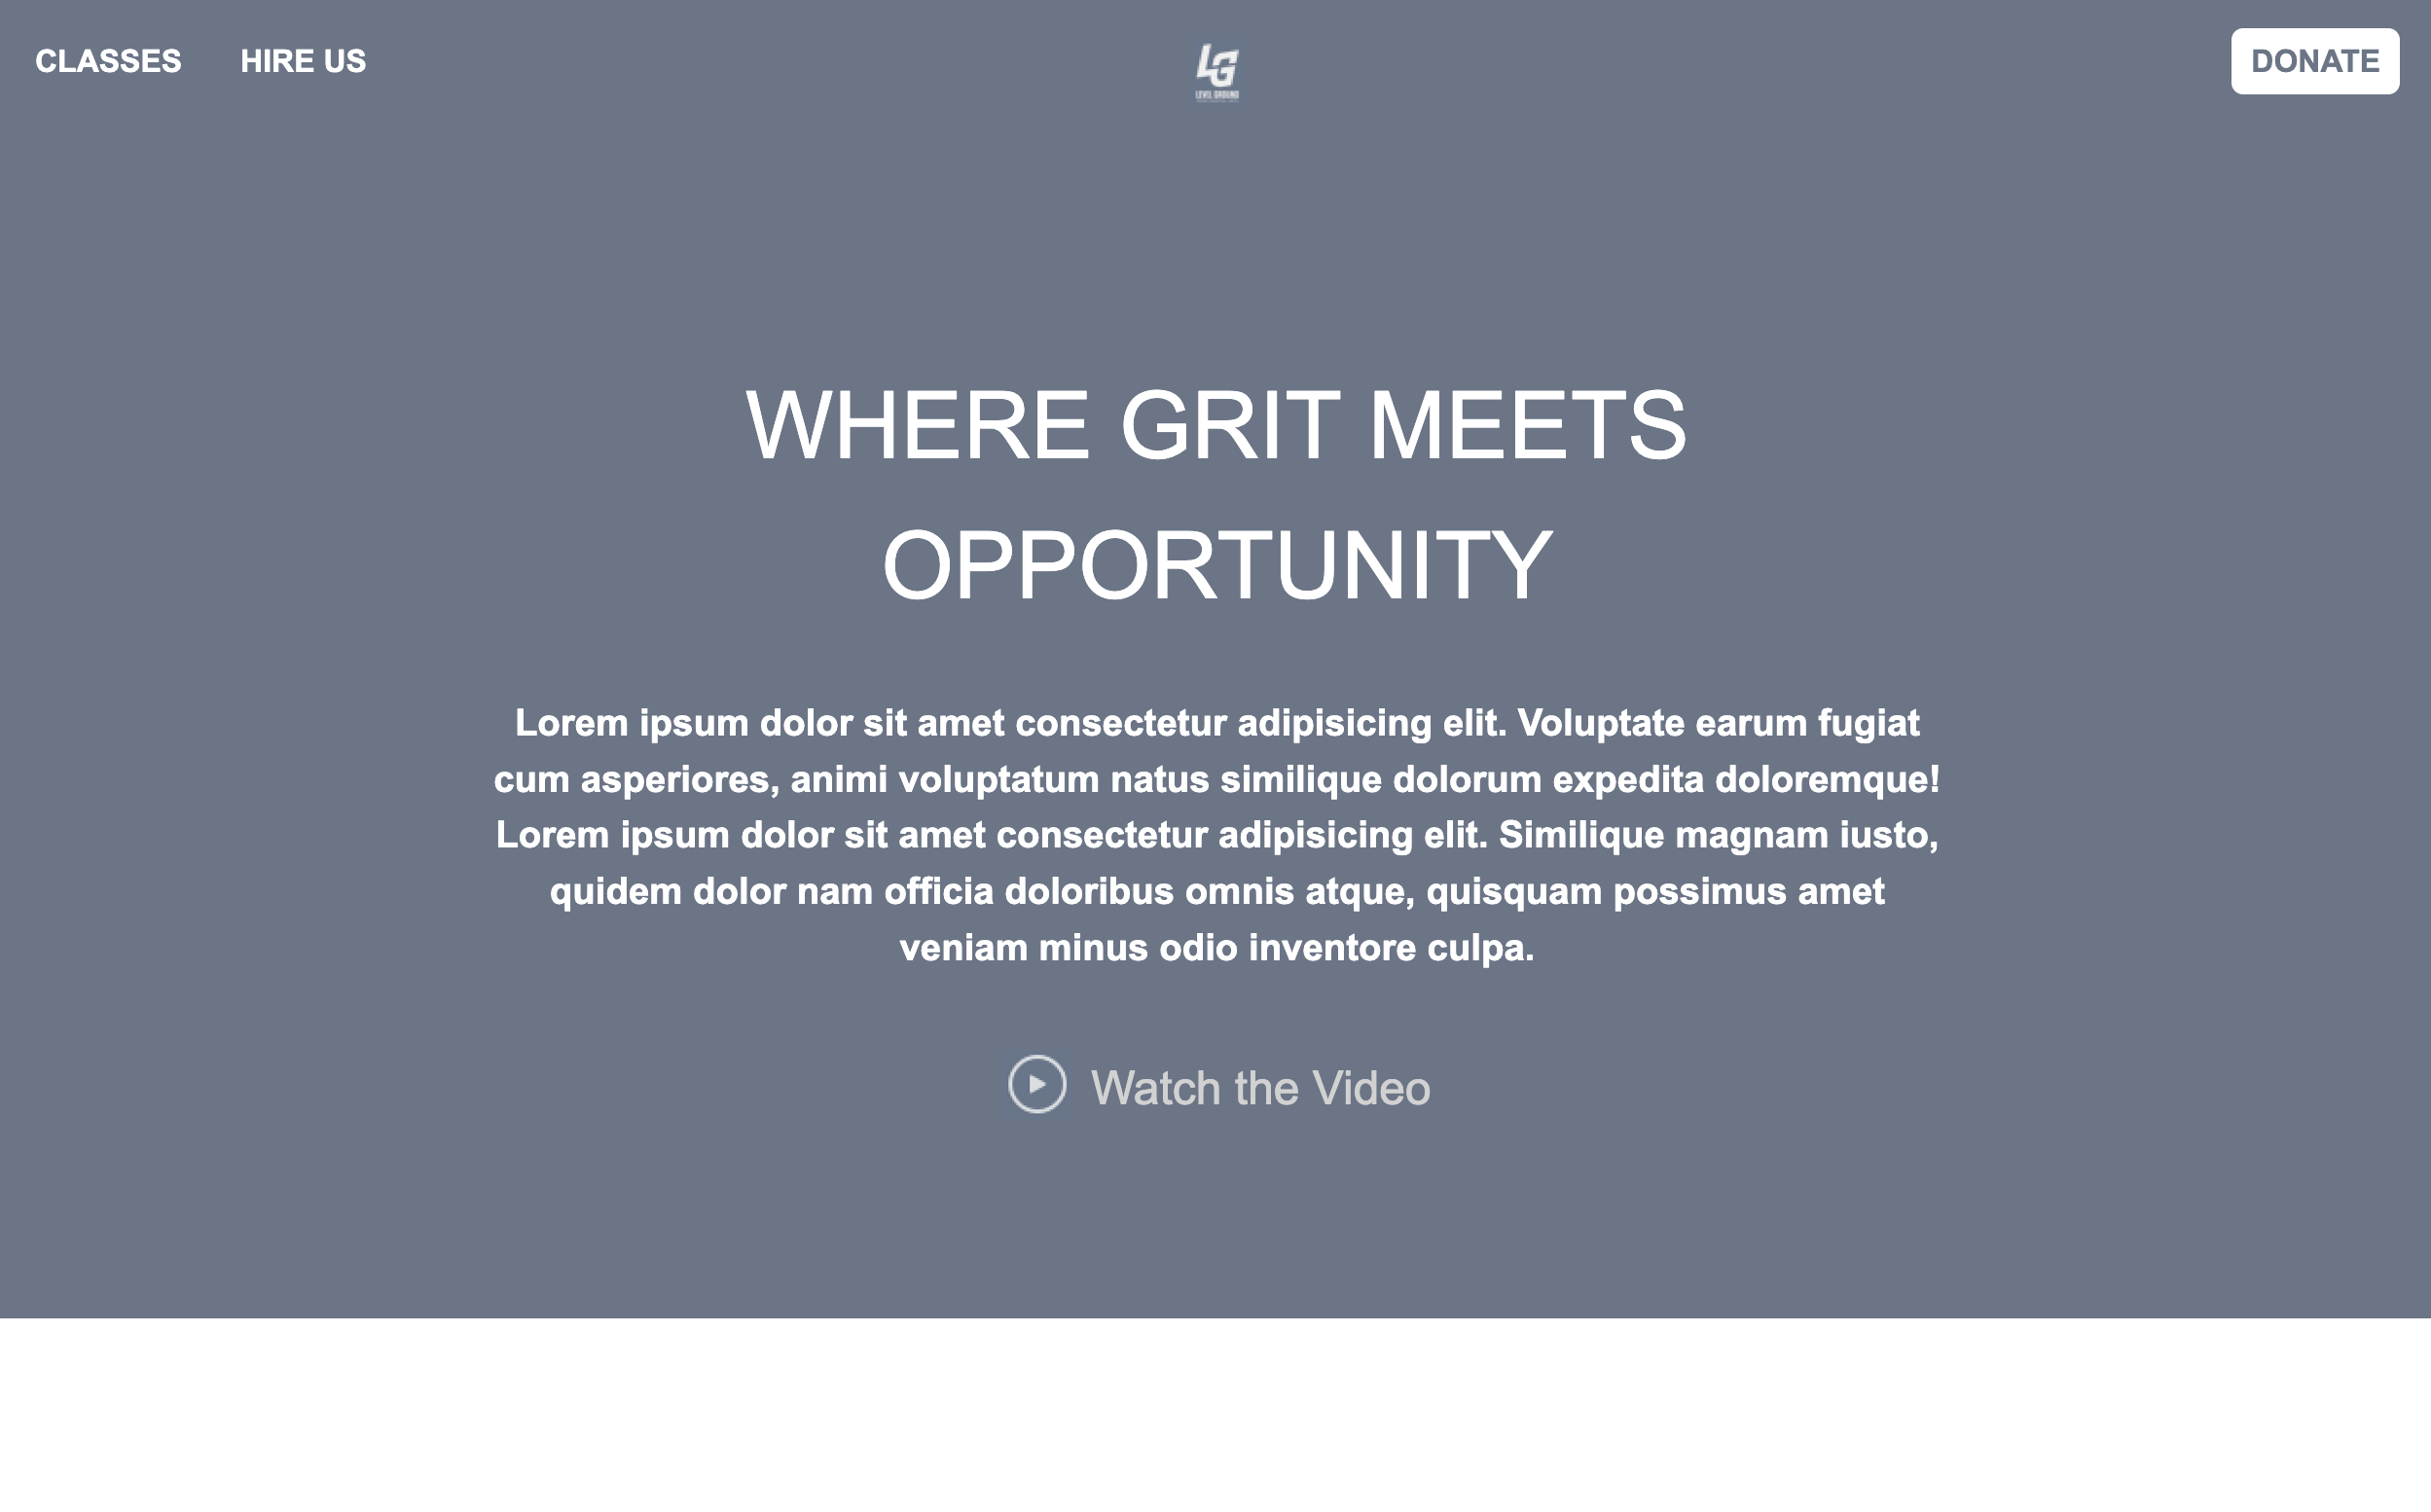 CLASSES HIRE US
LG
LEVEL GROUND
DONATE
WHERE GRIT MEETS
OPPORTUNITY
Lorem ipsum dolor sit amet consectetur adipisicing elit. Voluptate earum fugiat
cum asperiores, animi voluptatum natus similique dolorum expedita doloremque!
Lorem ipsum dolor sit amet consectetur adipisicing elit. Similique magnam iusto,
quidem dolor nam officia doloribus omnis atque, quisquam possimus amet
veniam minus odio inventore culpa.
Watch the Video